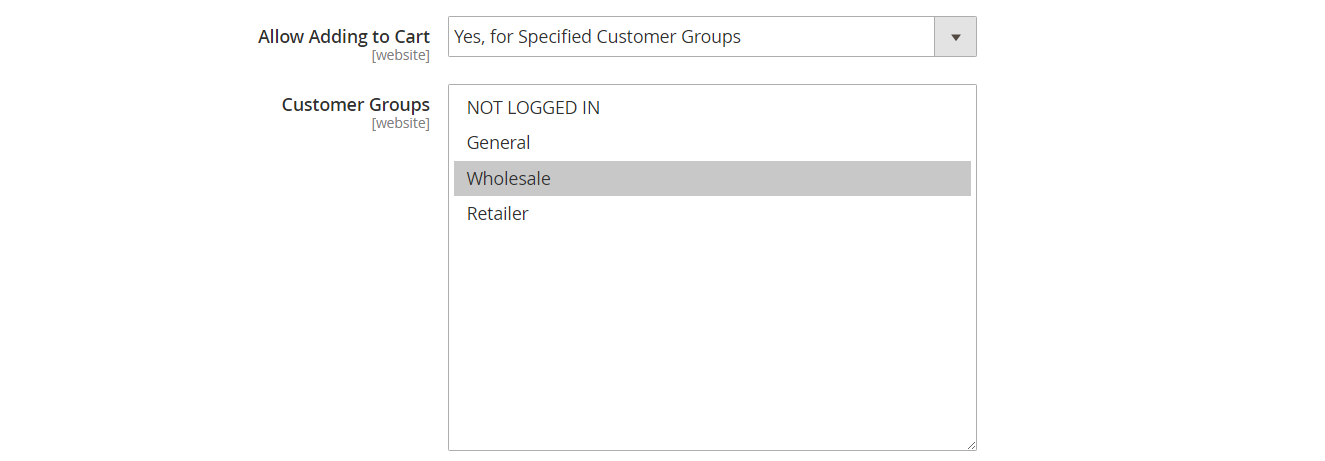 Allow Adding to Cart
[website]
Yes, for Specified Customer Groups
Customer Groups
[website]
NOT LOGGED IN
General
Wholesale
Retailer